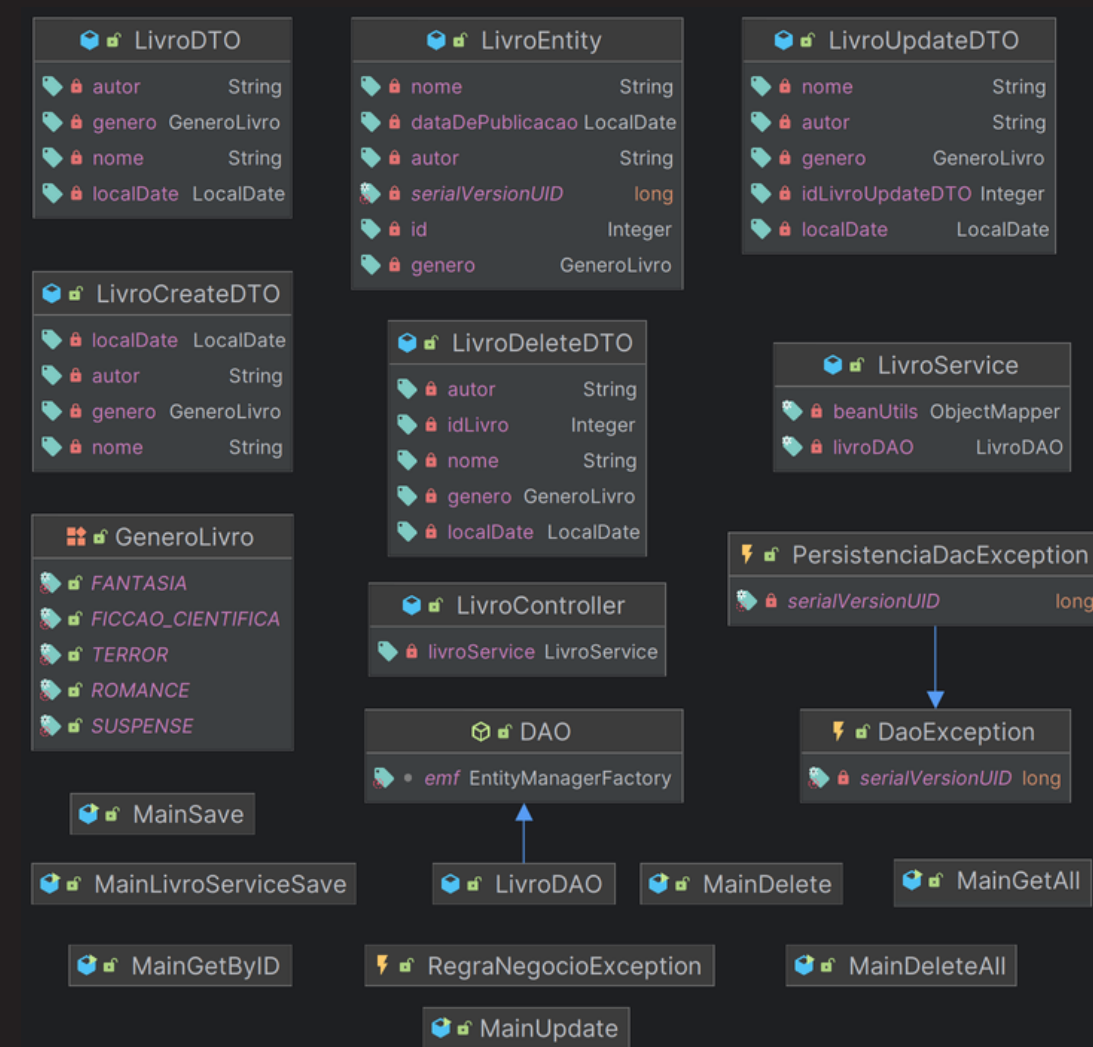 LivroDTO
autor String
genero GeneroLivro
nome String
localDate LocalDate
LivroEntity
nome String
dataDePublicacao LocalDate
autor String
serialVersionUID long
id Integer
genero GeneroLivro
LivroUpdateDTO
nome String
autor String
genero GeneroLivro
idLivroUpdateDTO Integer
localDate LocalDate
LivroCreateDTO
localDate LocalDate
autor String
genero GeneroLivro
nome String
LivroDeleteDTO
autor String
idLivro Integer
nome String
genero GeneroLivro
localDate LocalDate
LivroService
beanUtils ObjectMapper
livroDAO LivroDAO
GeneroLivro
FANTASIA
FICCAO_CIENTIFICA
TERROR
ROMANCE
SUSPENSE
LivroController
livroService LivroService
PersistenciaDacException
serialVersionUID long
DAO
emf EntityManagerFactory
DaoException
serialVersionUID long
MainSave
MainLivroServiceSave
LivroDAO
MainDelete
MainGetAll
MainGetByID
RegraNegocioException
MainDeleteAll
MainUpdate